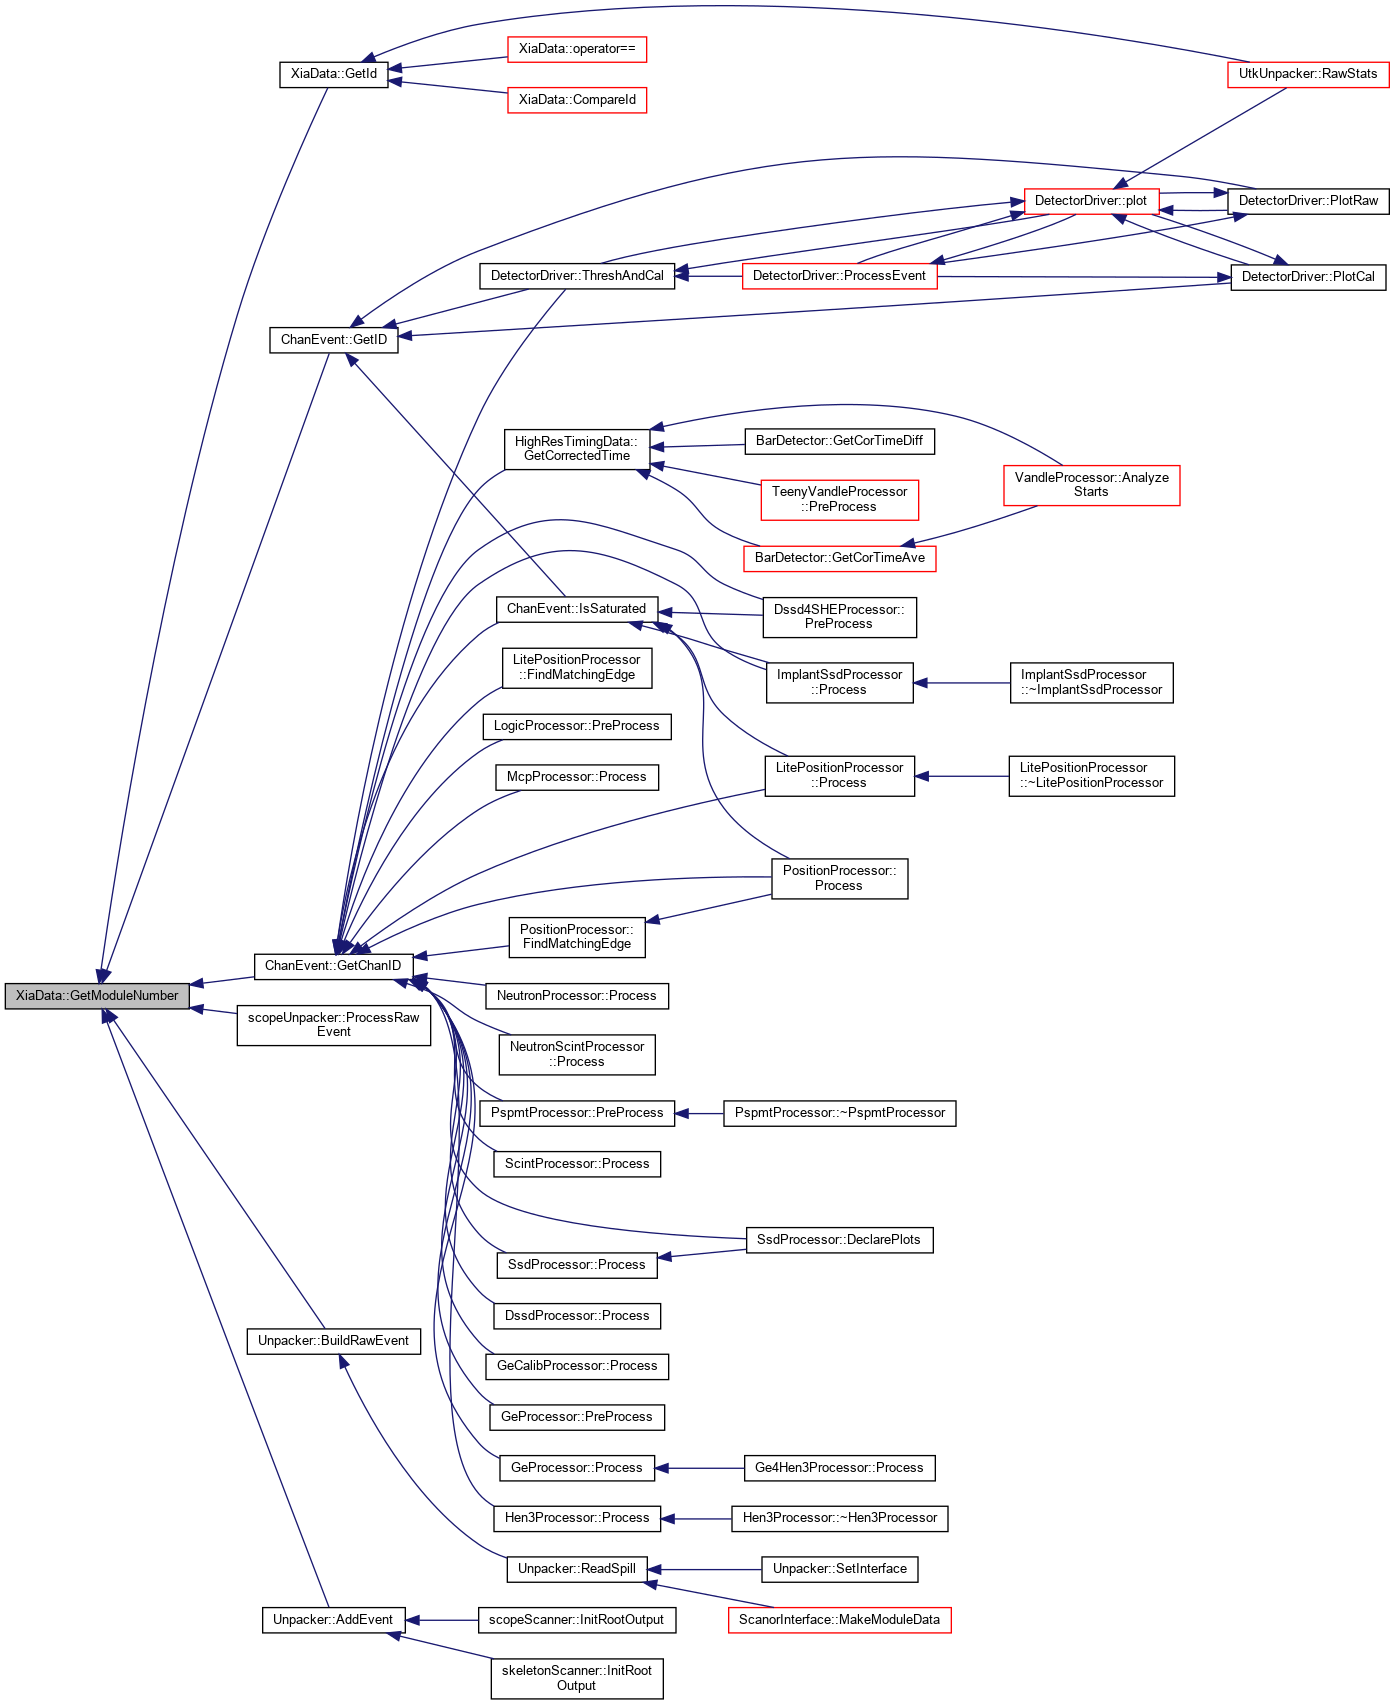 XiaData::GetId
XiaData::operator==
XiaData::CompareId
UtkUnpacker::RawStats
DetectorDriver::plot
DetectorDriver::PlotRaw
DetectorDriver::ThreshAndCal
DetectorDriver::ProcessEvent
DetectorDriver::PlotCal
ChanEvent::GetID
HighResTimingData::
GetCorrectedTime
BarDetector::GetCorTimeDiff
VandleProcessor::Analyze
Starts
TeenyVandleProcessor
::PreProcess
BarDetector::GetCorTimeAve
ChanEvent::IsSaturated
Dssd4SHEProcessor::
PreProcess
LitePositionProcessor
::FindMatchingEdge
ImplantSsdProcessor
::Process
ImplantSsdProcessor
::~ImplantSsdProcessor
LogicProcessor::PreProcess
McpProcessor::Process
LitePositionProcessor
::Process
LitePositionProcessor
::~LitePositionProcessor
PositionProcessor::
Process
PositionProcessor::
FindMatchingEdge
ChanEvent::GetChanID
XiaData::GetModuleNumber
NeutronProcessor::Process
scopeUnpacker::ProcessRaw
Event
NeutronScintProcessor
::Process
PspmtProcessor::PreProcess
PspmtProcessor::~PspmtProcessor
ScintProcessor::Process
SsdProcessor::DeclarePlots
SsdProcessor::Process
DssdProcessor::Process
Unpacker::BuildRawEvent
GeCalibProcessor::Process
GeProcessor::PreProcess
GeProcessor::Process
Ge4Hen3Processor::Process
Hen3Processor::Process
Hen3Processor::~Hen3Processor
Unpacker::ReadSpill
Unpacker::SetInterface
Unpacker::AddEvent
scopeScanner::InitRootOutput
ScanorInterface::MakeModuleData
skeletonScanner::InitRoot
Output